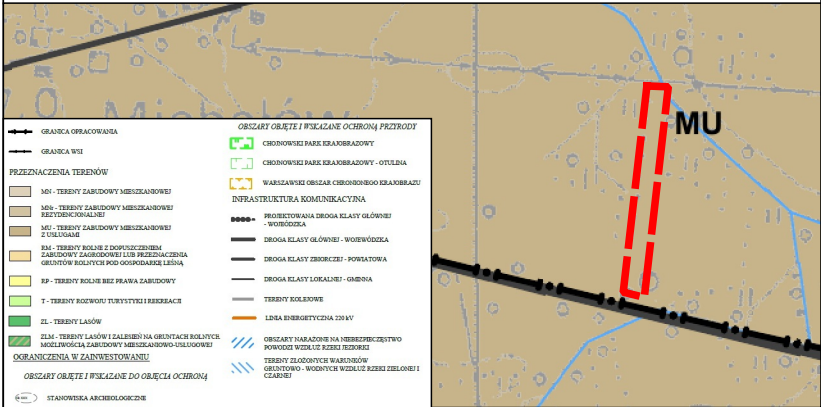 Michałów
MU
GRANICA OPRACOWANIA
GRANICA WSI
PRZEZNACZENIA TERENÓW
MN - TERENY ZABUDOWY MIESZKANIOWEJ
MNr - TERENY ZABUDOWY MIESZKANIOWEJ
REZYDENCJONALNEJ
MU - TERENY ZABUDOWY MIESZKANIOWEJ
Z USŁUGAMI
RM - TERENY ROLNE Z DOPUSZCZENIEM
ZABUDOWY ZAGRODOWEJ LUB PRZEZNACZENIA
GRUNTÓW ROLNYCH POD GOSPODARKĘ LEŚNĄ
RP - TERENY ROLNE BEZ PRAWA ZABUDOWY
T - TERENY ROZWOJU TURYSTYKI I REKREACJI
ZL - TERENY LASÓW
ZLM - TERENY LASÓW I ZALESIEŃ NA GRUNTACH ROLNYCH
MOŻLIWOŚCIĄ ZABUDOWY MIESZKANIOWO-USŁUGOWEJ
OGRANICZENIA W ZAINWESTOWANIU
OBSZARY OBJĘTE I WSKAZANE DO OBJĘCIA OCHRONĄ
STANOWISKA ARCHEOLOGICZNE
OBSZARY OBJĘTE I WSKAZANE OCHRONĄ PRZYRODY
CHOJNOWSKI PARK KRAJOBRAZOWY
CHOJNOWSKI PARK KRAJOBRAZOWY - OTULINA
WARSZAWSKI OBSZAR CHRONIONEGO KRAJOBRAZU
INFRASTRUKTURA KOMUNIKACYJNA
PROJEKTOWANA DROGA KLASY GŁÓWNEJ
- WOJEWÓDZKA
DROGA KLASY GŁÓWNEJ - WOJEWÓDZKA
DROGA KLASY ZBIORCZEJ - POWIATOWA
DROGA KLASY LOKALNEJ - GMINNA
TERENY KOLEJOWE
LINIA ENERGETYCZNA 220 kV
OBSZARY NARAŻONE NA NIEBEZPIECZEŃSTWO
POWODZI WZDŁUŻ RZEKI JEZIORKI
TERENY ZŁOŻONYCH WARUNKÓW
GRUNTOWO - WODNYCH WZDŁUŻ RZEKI ZIELONEJ I
CZARNEJ